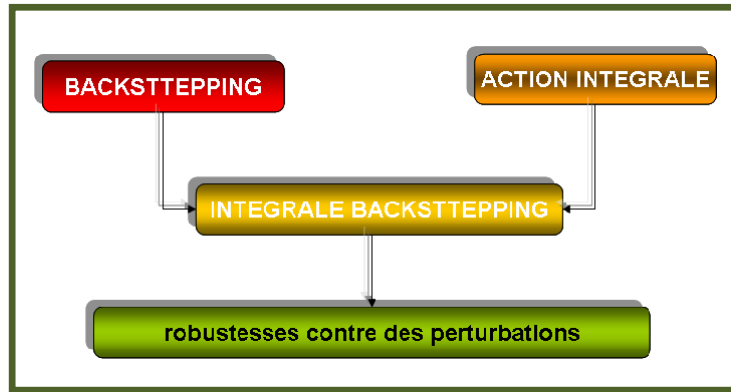 BACKSTTEPPING
ACTION INTEGRALE
INTEGRALE BACKSTTEPPING
robustesses contre des perturbations